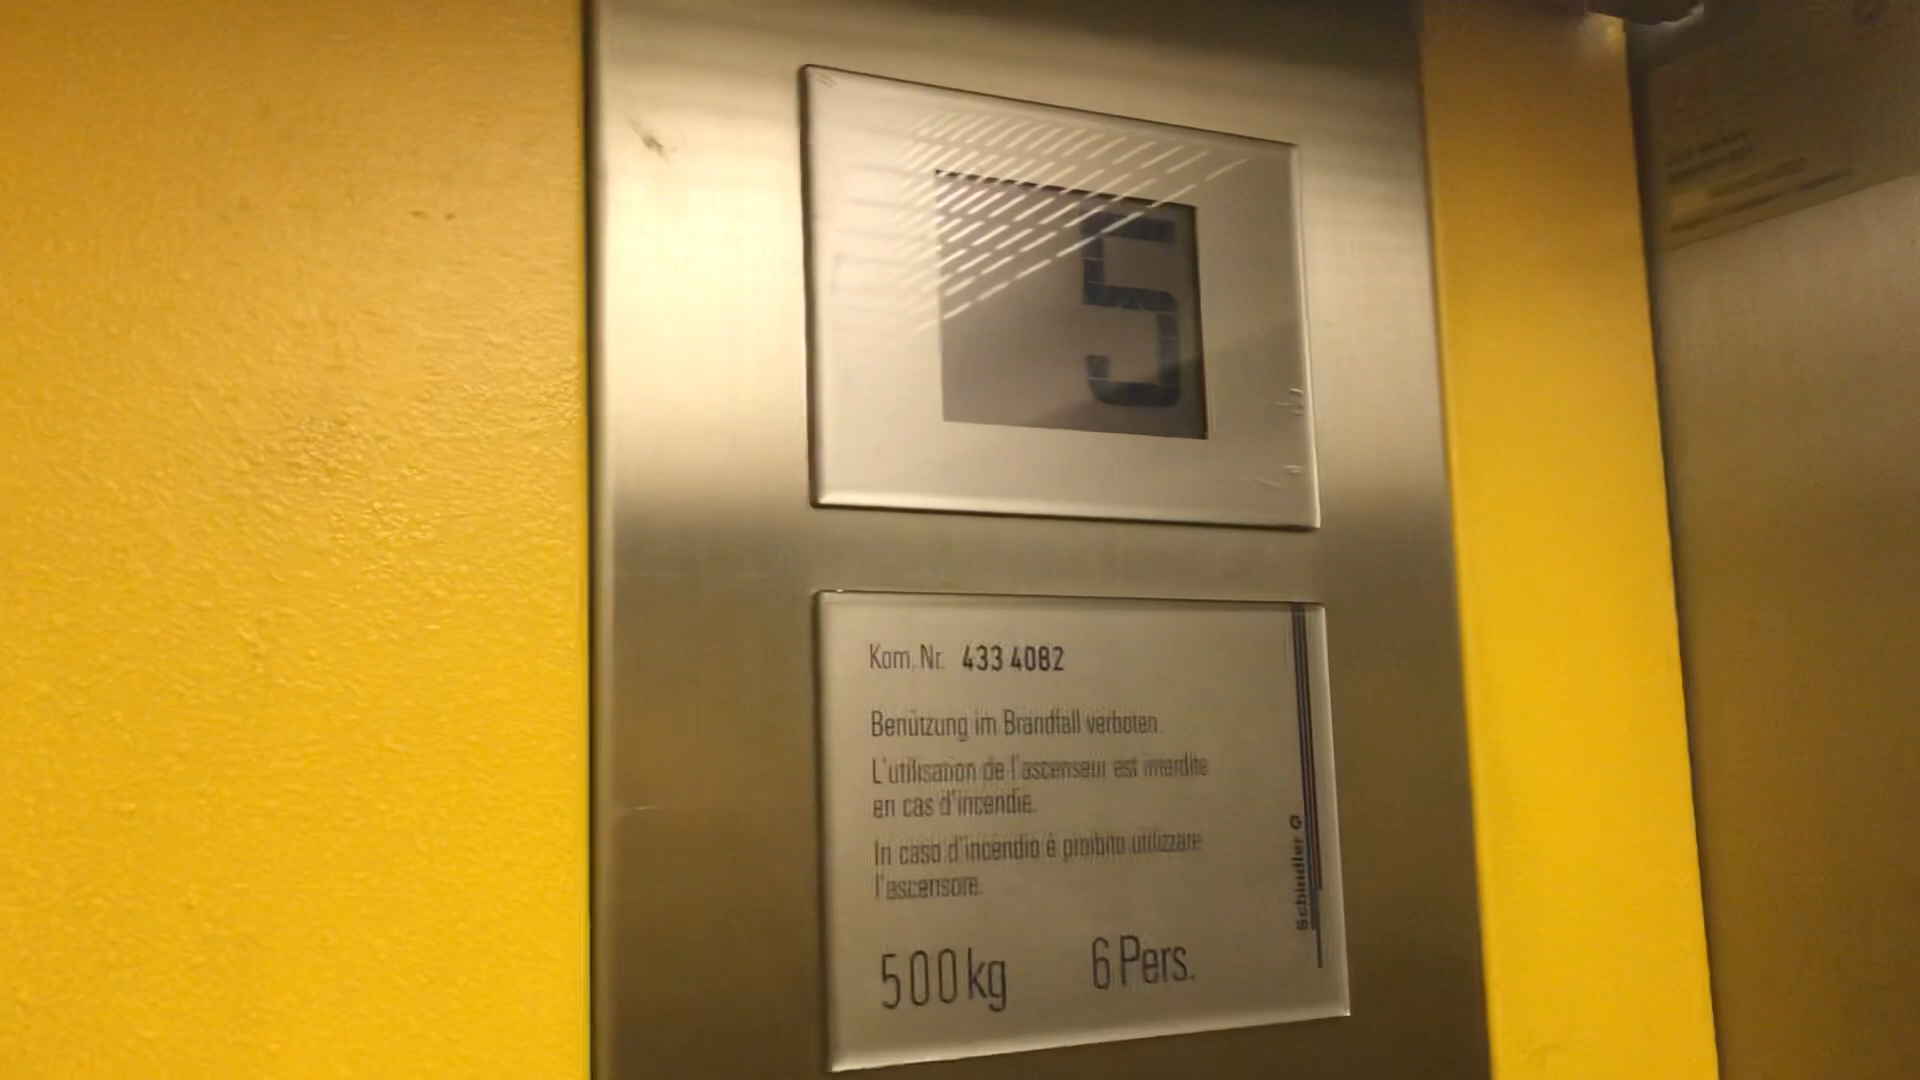 5
Kom. Nr. 433 4082
Benützung im Brandfall verboten.
L'utilisation de l'ascenseur est interdite
en cas d'incendie.
In caso d'incendio è proibito utilizzare
l'ascensore.
500 kg 6 Pers.
Schindler